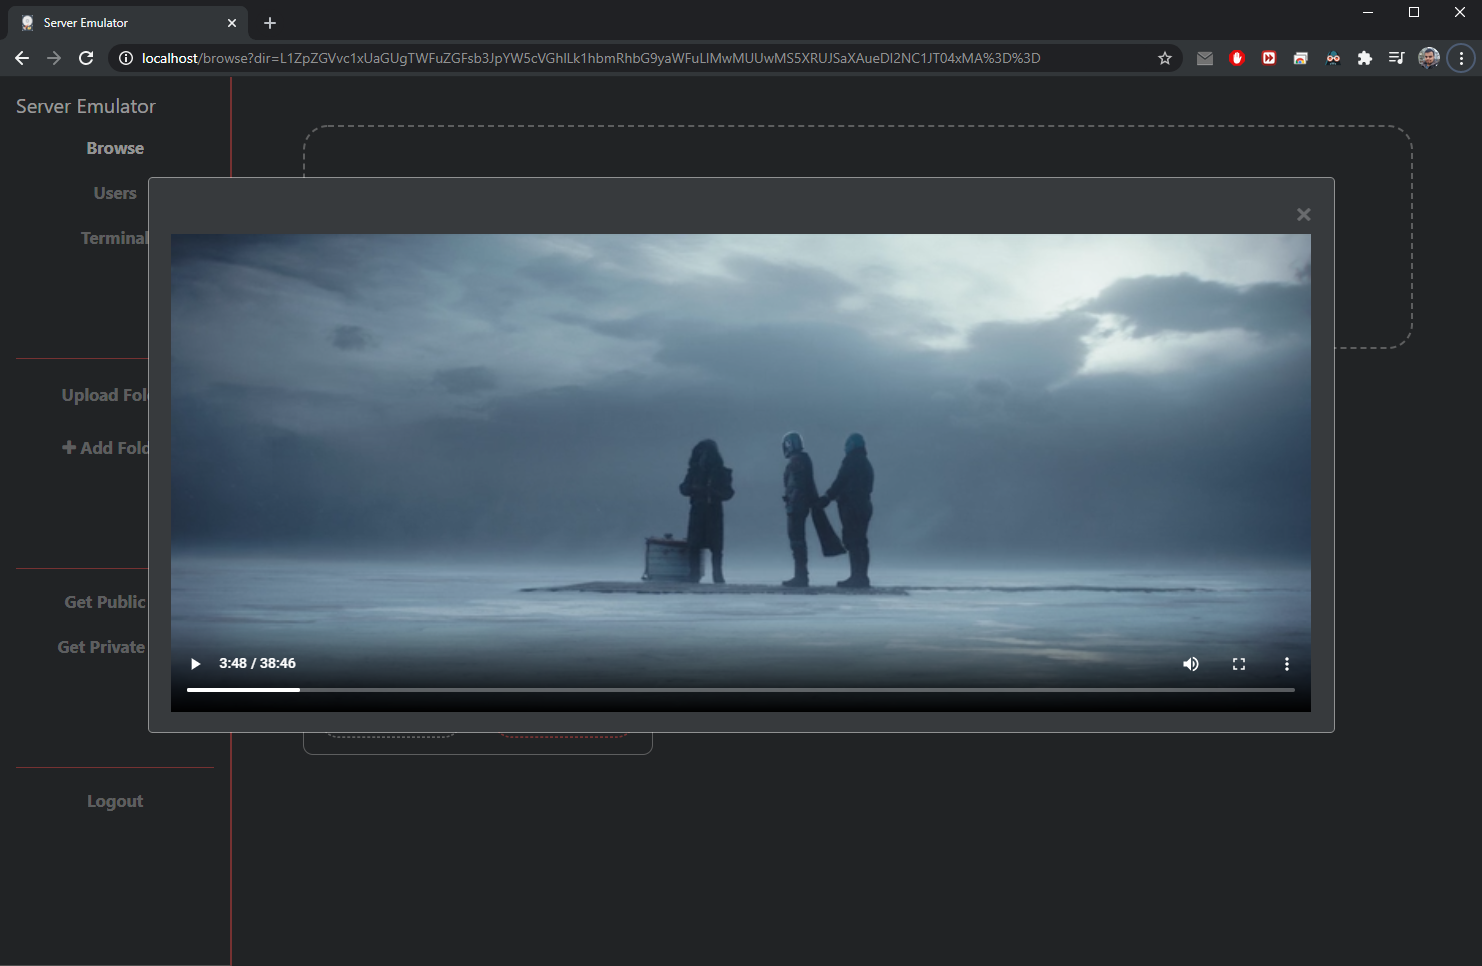 Server Emulator
localhost/browse?dir=L1ZpZGVvc1xUaGUgTWFuZGFsb3JpYW5cVGhlLk1hbmRhbG9yaWFuLlMwMUUwMS5XRUJSaXAueDI2NC1JT04xMA%3D%3D
Server Emulator
Browse
Users
Terminal
Upload Fol
Add Fold
Get Public
Get Private
3:48 / 38:46
Logout